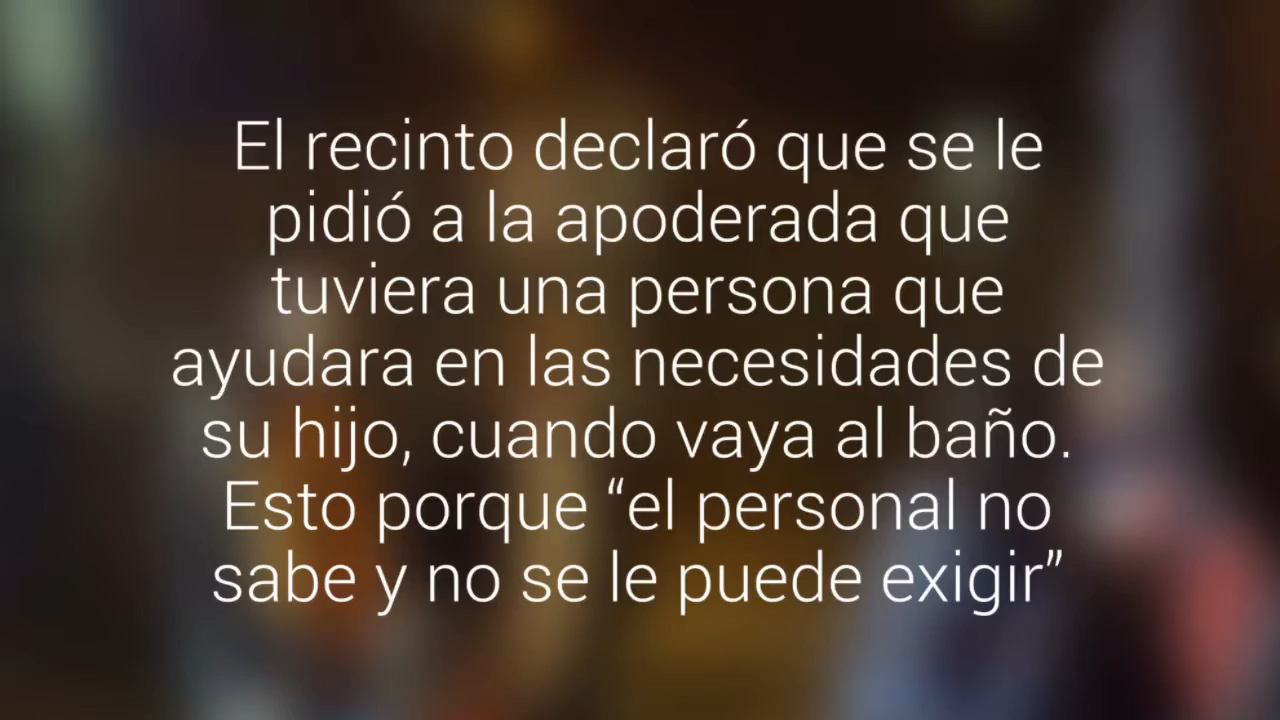 El recinto declaró que se le
pidió a la apoderada que
tuviera una persona que
ayudara en las necesidades de
su hijo, cuando vaya al baño.
Esto porque “el personal no
sabe y no se le puede exigir”